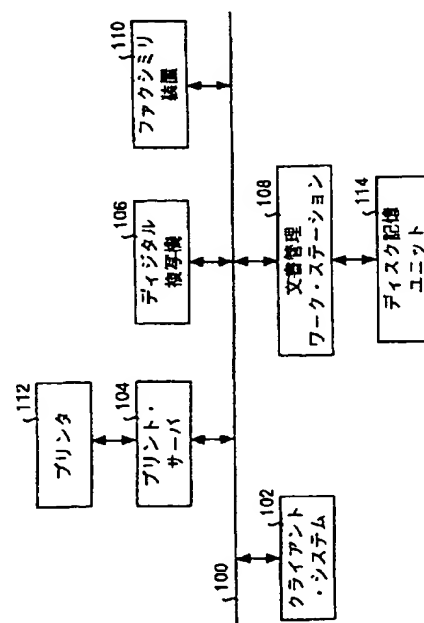 112
プリンタ
104
プリント・
サーバ
106
ディジタル
複写機
110
ファクシミリ
装置
100
102
クライアント
・システム
108
文書管理
ワーク・ステーション
114
ディスク記憶
ユニット